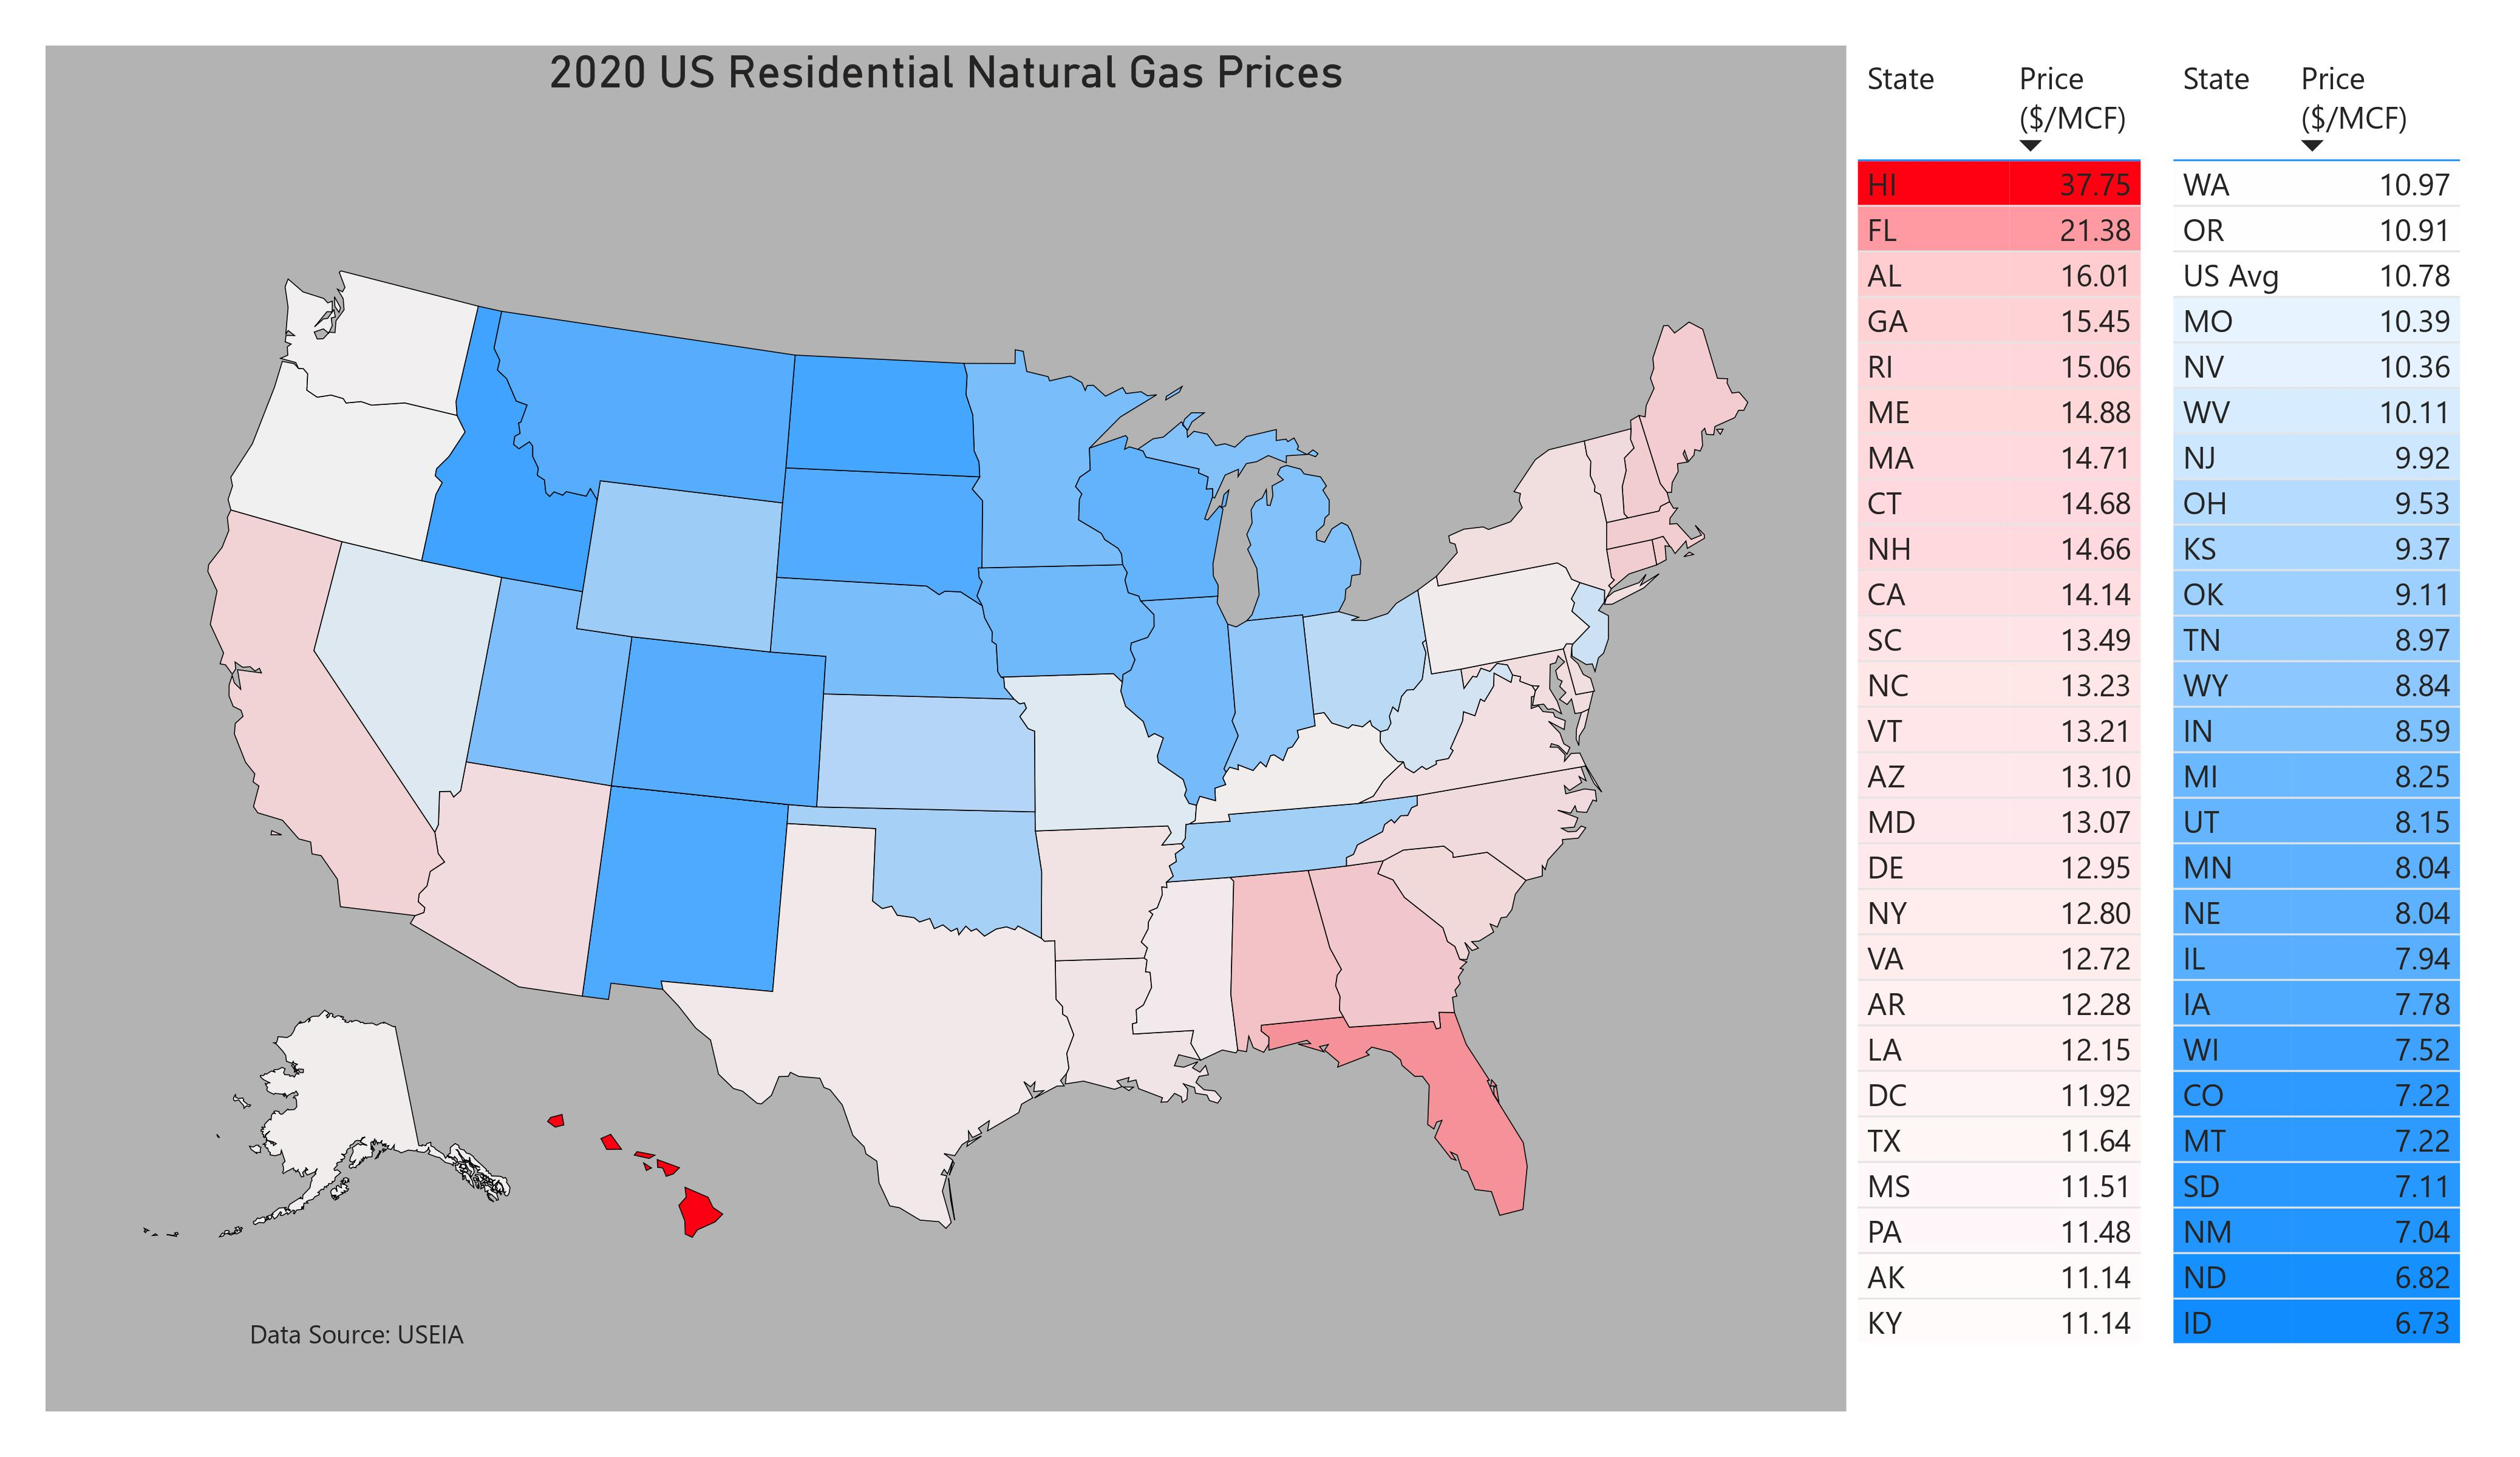 2020 US Residential Natural Gas Prices
Data Source: USEIA
State Price
($/MCF)
HI 37.75
FL 21.38
AL 16.01
GA 15.45
RI 15.06
ME 14.88
MA 14.71
CT 14.68
NH 14.66
CA 14.14
SC 13.49
NC 13.23
VT 13.21
AZ 13.10
MD 13.07
DE 12.95
NY 12.80
VA 12.72
AR 12.28
LA 12.15
DC 11.92
TX 11.64
MS 11.51
PA 11.48
AK 11.14
KY 11.14
State Price
($/MCF)
WA 10.97
OR 10.91
US Avg 10.78
MO 10.39
NV 10.36
WV 10.11
NJ 9.92
OH 9.53
KS 9.37
OK 9.11
TN 8.97
WY 8.84
IN 8.59
MI 8.25
UT 8.15
MN 8.04
NE 8.04
IL 7.94
IA 7.78
WI 7.52
CO 7.22
MT 7.22
SD 7.11
NM 7.04
ND 6.82
ID 6.73